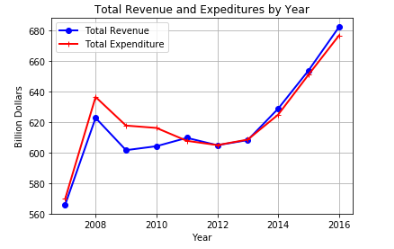 Total Revenue and Expeditures by Year
Total Revenue
Total Expenditure
680
660
640
620
600
580
560
Billion Dollars
2008 2010 2012 2014 2016
Year